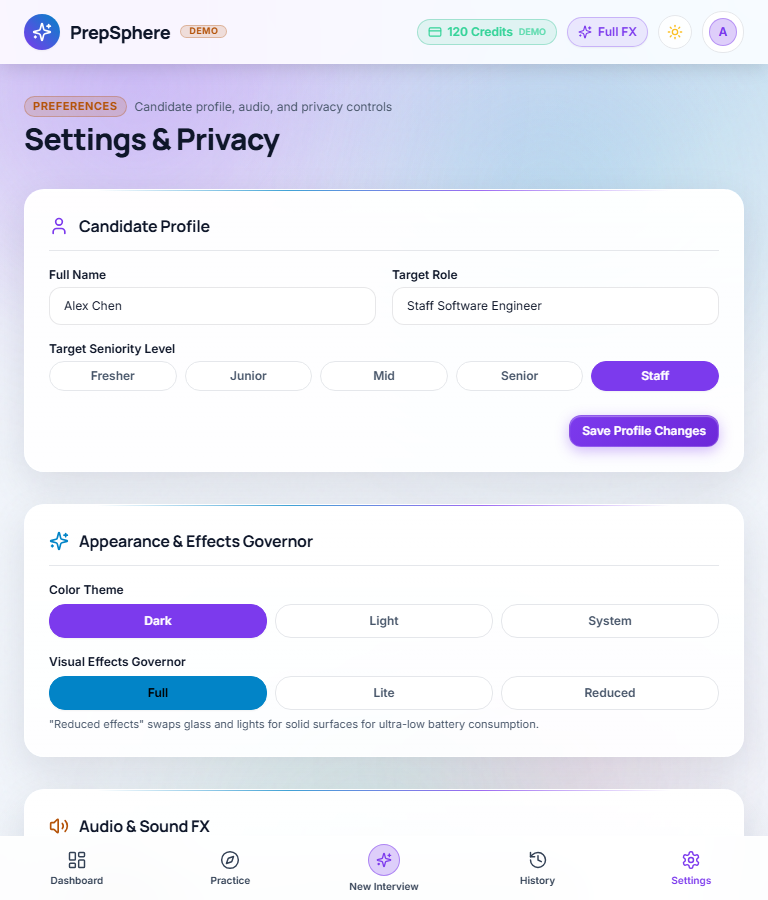 PrepSphere DEMO
120 Credits DEMO
Full FX
A
PREFERENCES Candidate profile, audio, and privacy controls
Settings & Privacy
Candidate Profile
Full Name
Target Role
Alex Chen
Staff Software Engineer
Target Seniority Level
Fresher
Junior
Mid
Senior
Staff
Save Profile Changes
Appearance & Effects Governor
Color Theme
Dark
Light
System
Visual Effects Governor
Full
Lite
Reduced
"Reduced effects" swaps glass and lights for solid surfaces for ultra-low battery consumption.
Audio & Sound FX
Dashboard
Practice
New Interview
History
Settings